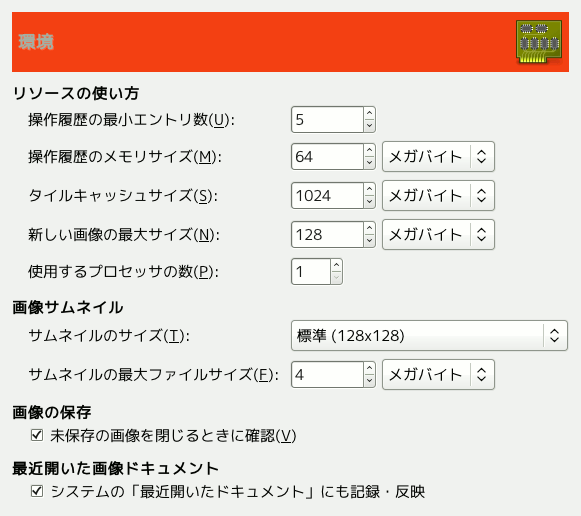 環境
リソースの使い方
操作履歴の最小エントリ数(U): 5
操作履歴のメモリサイズ(M): 64 メガバイト
タイルキャッシュサイズ(S): 1024 メガバイト
新しい画像の最大サイズ(N): 128 メガバイト
使用するプロセッサの数(P): 1
画像サムネイル
サムネイルのサイズ(T): 標準 (128x128)
サムネイルの最大ファイルサイズ(F): 4 メガバイト
画像の保存
未保存の画像を閉じるときに確認(V)
最近開いた画像ドキュメント
システムの「最近開いたドキュメント」にも記録・反映